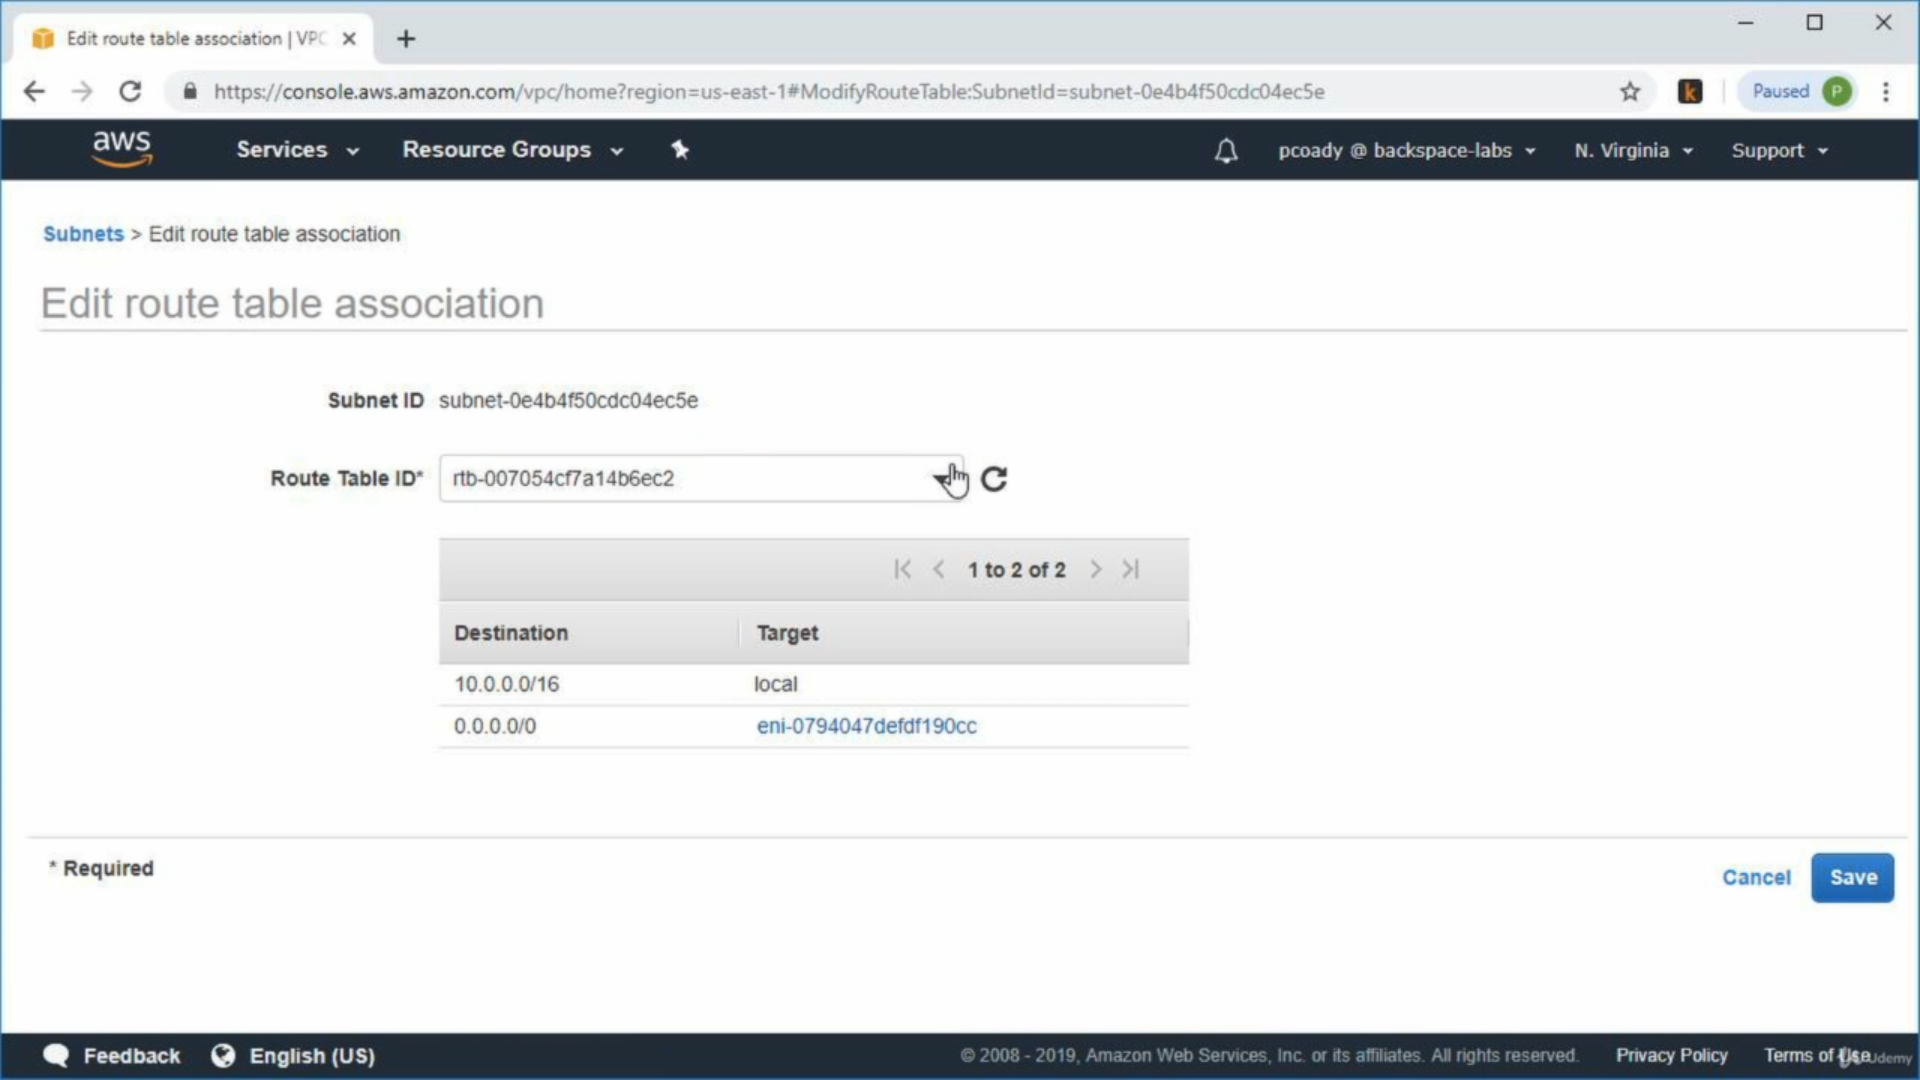 Edit route table association | VPC
https://console.aws.amazon.com/vpc/home?region=us-east-1#ModifyRouteTable:SubnetId=subnet-0e4b4f50cdc04ec5e
k
Paused P
aws Services Resource Groups pcoady @ backspace-labs N. Virginia Support
Subnets > Edit route table association
Edit route table association
Subnet ID subnet-0e4b4f50cdc04ec5e
Route Table ID* rtb-007054cf7a14b6ec2
1 to 2 of 2
Destination Target
10.0.0.0/16 local
0.0.0.0/0 eni-0794047defdf190cc
* Required
Cancel Save
Feedback English (US) © 2008 - 2019, Amazon Web Services, Inc. or its affiliates. All rights reserved. Privacy Policy Terms of Use
Udemy